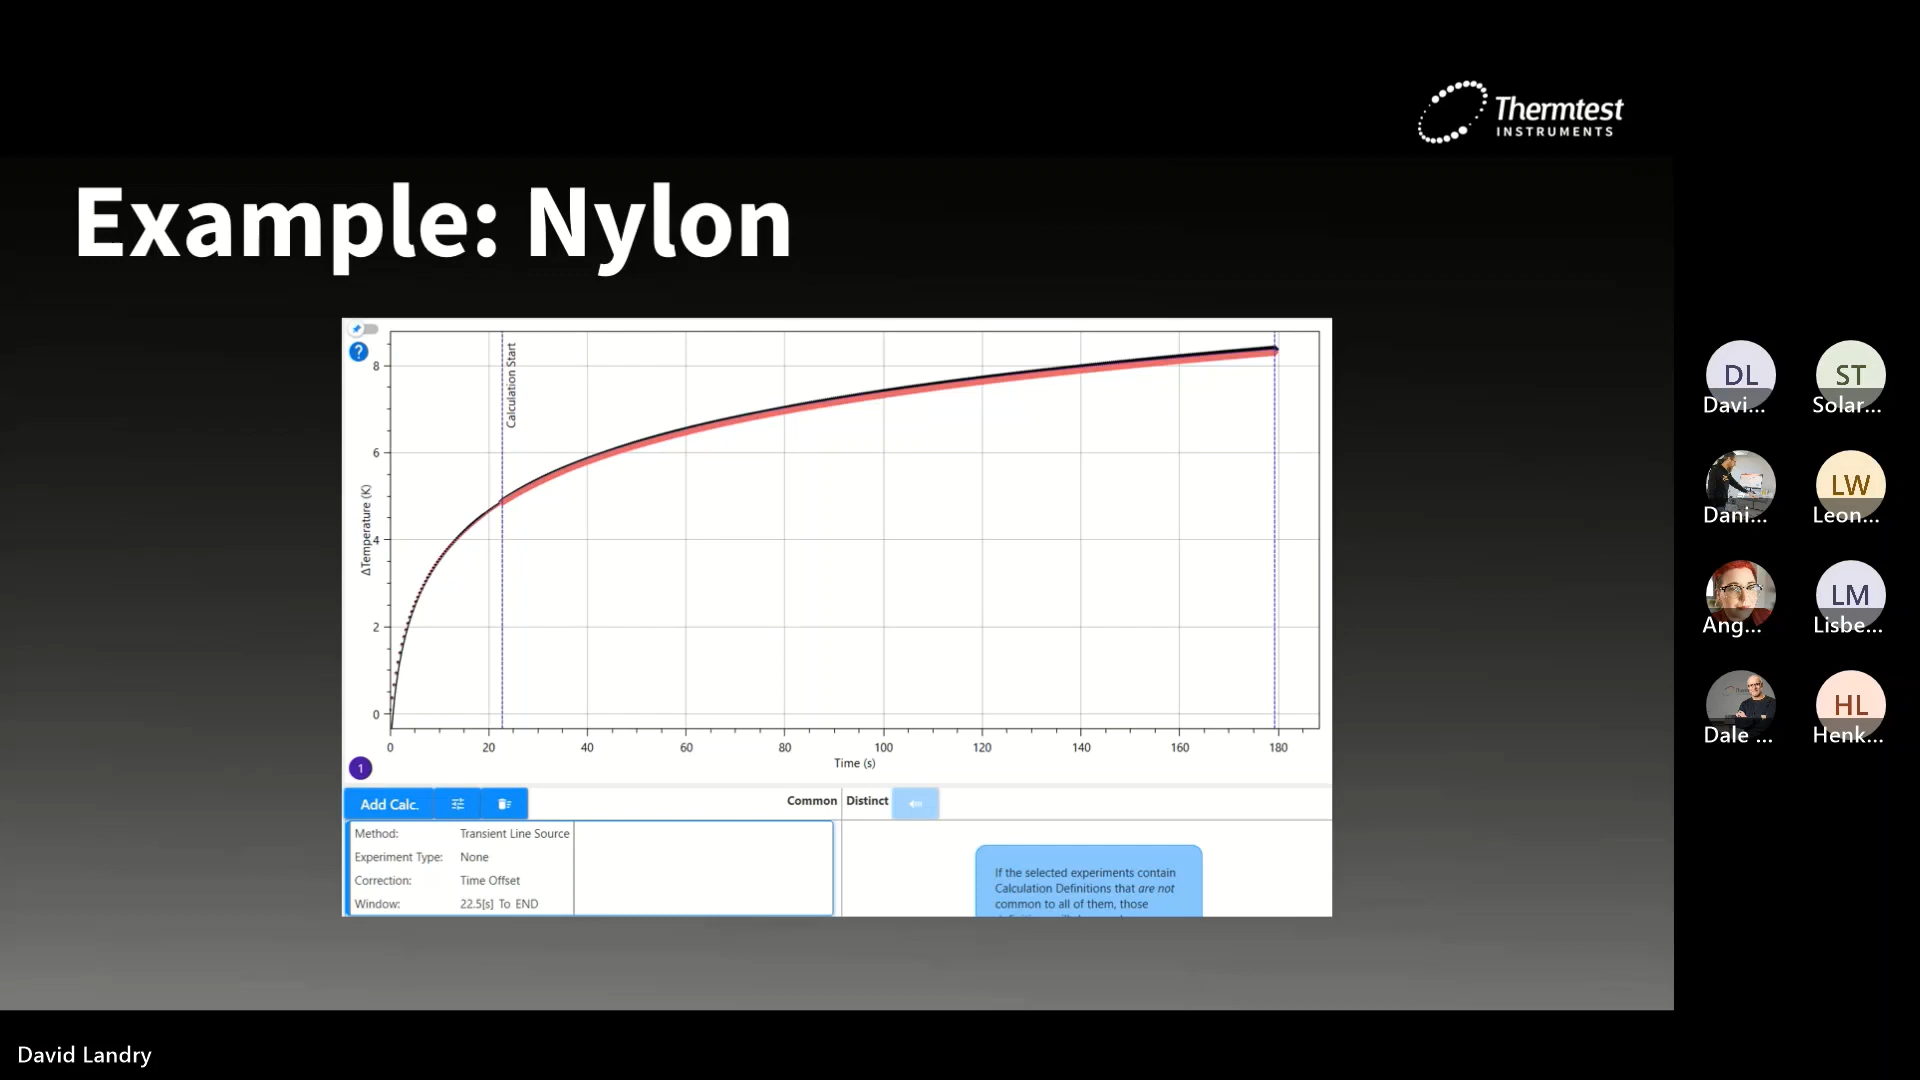 Thermtest
INSTRUMENTS
Example: Nylon
?
Calculation Start
ΔTemperature (K)
8
6
4
2
0
0 20 40 60 80 100 120 140 160 180
Time (s)
1
Add Calc.
Common Distinct
Method: Transient Line Source
Experiment Type: None
Correction: Time Offset
Window: 22.5[s] To END
If the selected experiments contain
Calculation Definitions that are not
common to all of them, those
DL
Davi...
ST
Solar...
Dani...
LW
Leon...
Ang...
LM
Lisbe...
Dale ...
HL
Henk...
David Landry